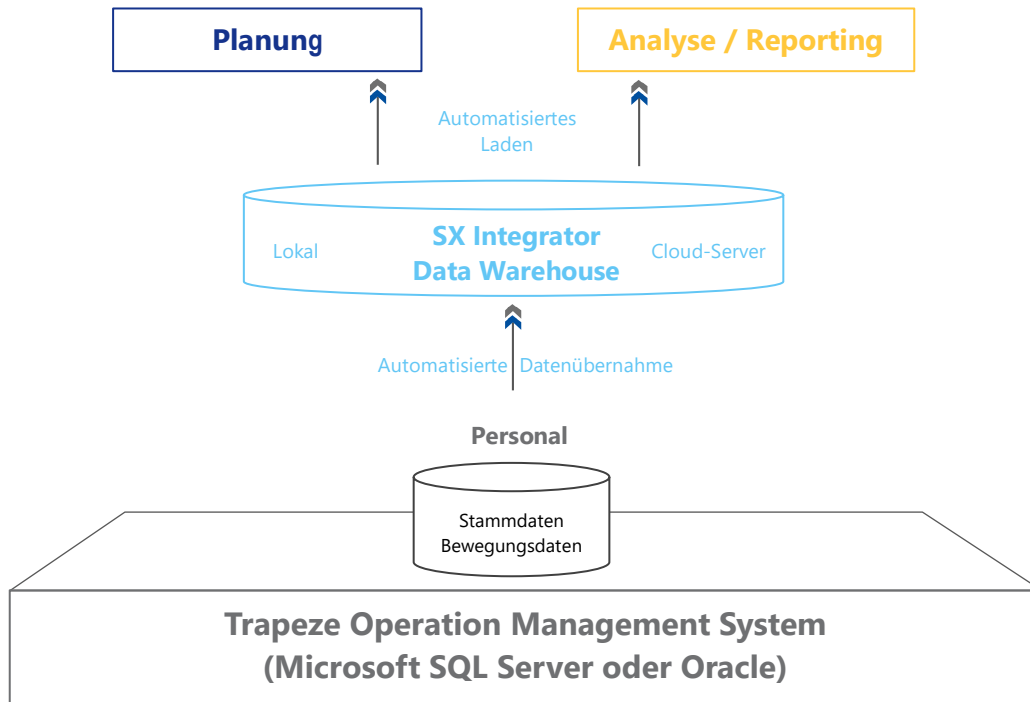 Planung
Analyse / Reporting
Automatisiertes
Laden
Lokal
SX Integrator
Data Warehouse
Cloud-Server
Automatisierte Datenübernahme
Personal
Stammdaten
Bewegungsdaten
Trapeze Operation Management System
(Microsoft SQL Server oder Oracle)